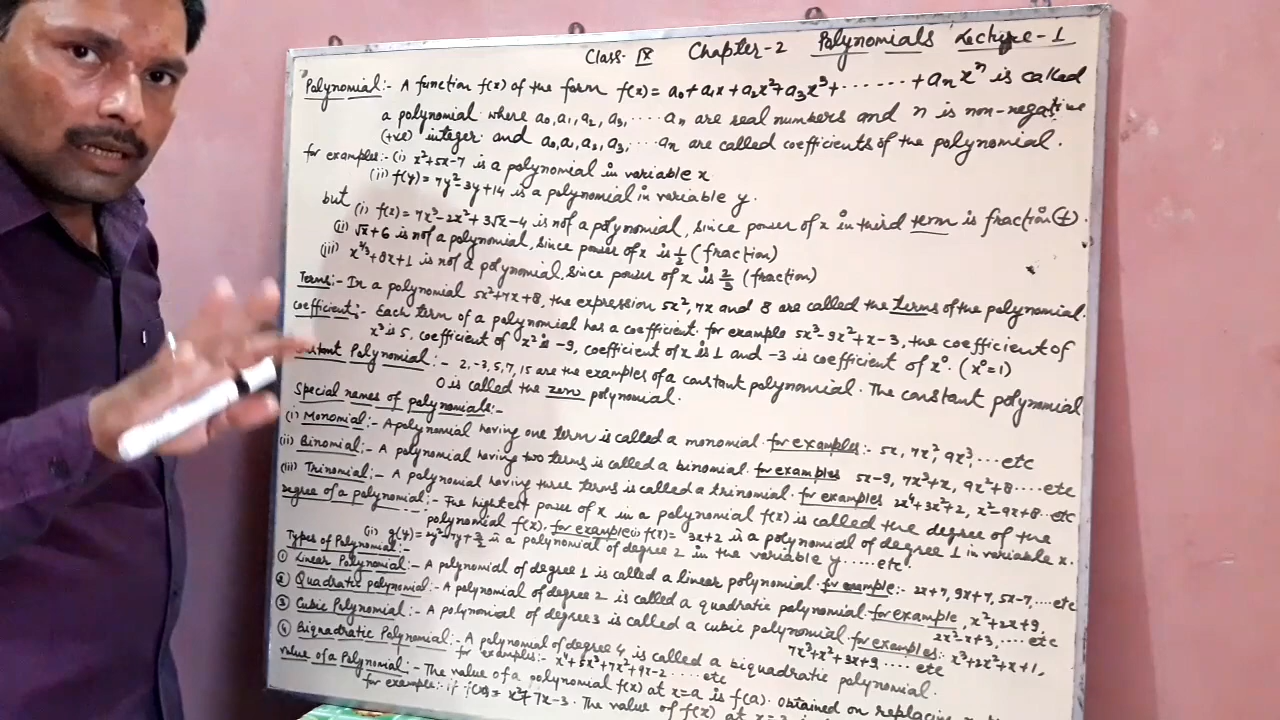 Class- IX Chapter-2 Polynomials Lecture-1
Polynomial:- A function f(x) of the form f(x) = a₀+a₁x+a₂x²+a₃x³+.......+aₙxⁿ is called
a polynomial where a₀,a₁,a₂,a₃,....aₙ are real numbers and n is non-negative
(+ve) integer and a₀,a₁,a₂,a₃,...aₙ are called coefficients of the polynomial.
for examples:- (i) x²+5x-7 is a polynomial in variable x
(ii) f(y) = 7y²-3y+14 is a polynomial in variable y.
but (i) f(x) = 7x³-2x²+3√x-4 is not a polynomial, since power of x in third term is fraction(½).
(ii) √x+6 is not a polynomial, since power of x is ½ (fraction)
(iii) x^2/3+8x+1 is not a polynomial, since power of x is 2/3 (fraction)
Terms:- In a polynomial 5x²+7x+8, the expression 5x², 7x and 8 are called the terms of the polynomial.
coefficient:- Each term of a polynomial has a coefficient. for example 5x³-9x²+x-3, the coefficient of
x³ is 5, coefficient of x² is -9, coefficient of x is 1 and -3 is coefficient of x⁰. (x⁰=1)
Polynomial:- 2,-3,5,7,15 are the examples of a constant polynomial. The constant polynomial
0 is called the zero polynomial.
Special names of polynomials:-
(i) Monomial:- A polynomial having one term is called a monomial. for examples:- 5x, 7x², 9x³,...etc
(ii) Binomial:- A polynomial having two terms is called a binomial. for examples 5x-9, 7x²+x, 9x²+8....etc
(iii) Trinomial:- A polynomial having three terms is called a trinomial. for examples 2x⁴+3x²+2, x²-9x+8...etc
Degree of a polynomial:- The highest power of x in a polynomial f(x) is called the degree of the
polynomial f(x). for example (i) f(x) = 3x+2 is a polynomial of degree 1 in variable x.
(ii) g(y) = is a polynomial of degree 2 in the variable y.....etc.
Types of Polynomial:-
① Linear Polynomial:- A polynomial of degree 1 is called a linear polynomial. for example:- 2x+7, 9x+7, 5x-7,...etc
② Quadratic polynomial:- A polynomial of degree 2 is called a quadratic polynomial. for example, x²+2x+9,
2x²-x+3,....etc
③ Cubic Polynomial:- A polynomial of degree 3 is called a cubic polynomial. for examples:- x³+2x²+x+1,
7x³+x²+3x+9.....etc
④ Biquadratic Polynomial:- A polynomial of degree 4 is called a biquadratic polynomial.
for examples:- x⁴+5x³+7x²+9x-2.....etc
Value of a Polynomial:- The value of a polynomial f(x) at x=a is f(a). obtained on replacing
for example:- if f(x) = x²+7x-3. The value of f(x) at x=